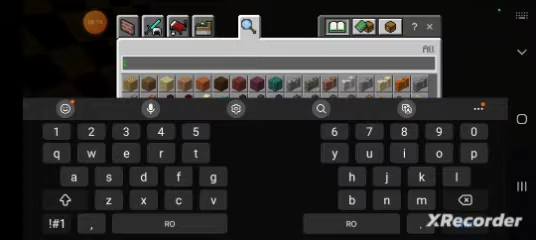 ? ×
All
1 2 3 4 5 6 7 8 9 0
q w e r t y u i o p
a s d f g h j k l
z x c v b n m
!#1 , RO RO .
XRecorder